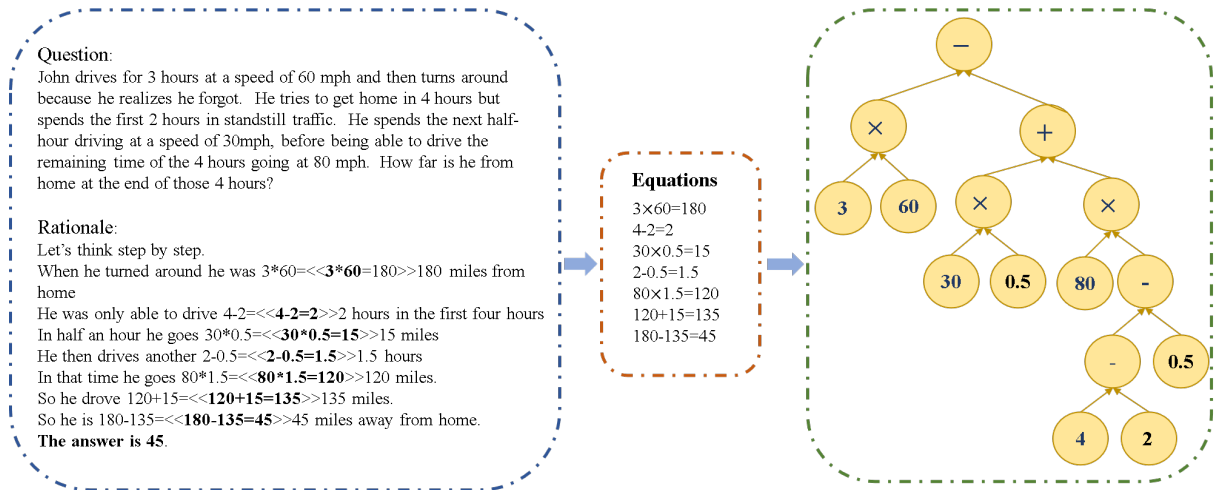 Question:
John drives for 3 hours at a speed of 60 mph and then turns around
because he realizes he forgot. He tries to get home in 4 hours but
spends the first 2 hours in standstill traffic. He spends the next half-
hour driving at a speed of 30mph, before being able to drive the
remaining time of the 4 hours going at 80 mph. How far is he from
home at the end of those 4 hours?
Rationale:
Let's think step by step.
When he turned around he was 3*60=<<3*60=180>>180 miles from
home
He was only able to drive 4-2=<<4-2=2>>2 hours in the first four hours
In half an hour he goes 30*0.5=<<30*0.5=15>>15 miles
He then drives another 2-0.5=<<2-0.5=1.5>>1.5 hours
In that time he goes 80*1.5=<<80*1.5=120>>120 miles.
So he drove 120+15=<<120+15=135>>135 miles.
So he is 180-135=<<180-135=45>>45 miles away from home.
The answer is 45.
Equations
3×60=180
4-2=2
30×0.5=15
2-0.5=1.5
80×1.5=120
120+15=135
180-135=45
−
× +
3 60 × ×
30 0.5 80 -
- 0.5
4 2